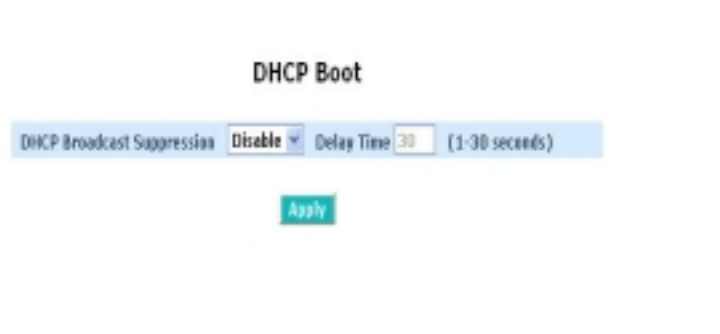 DHCP Boot
DHCP Broadcast Suppression Disable Delay Time 30 (1-30 seconds)
Apply